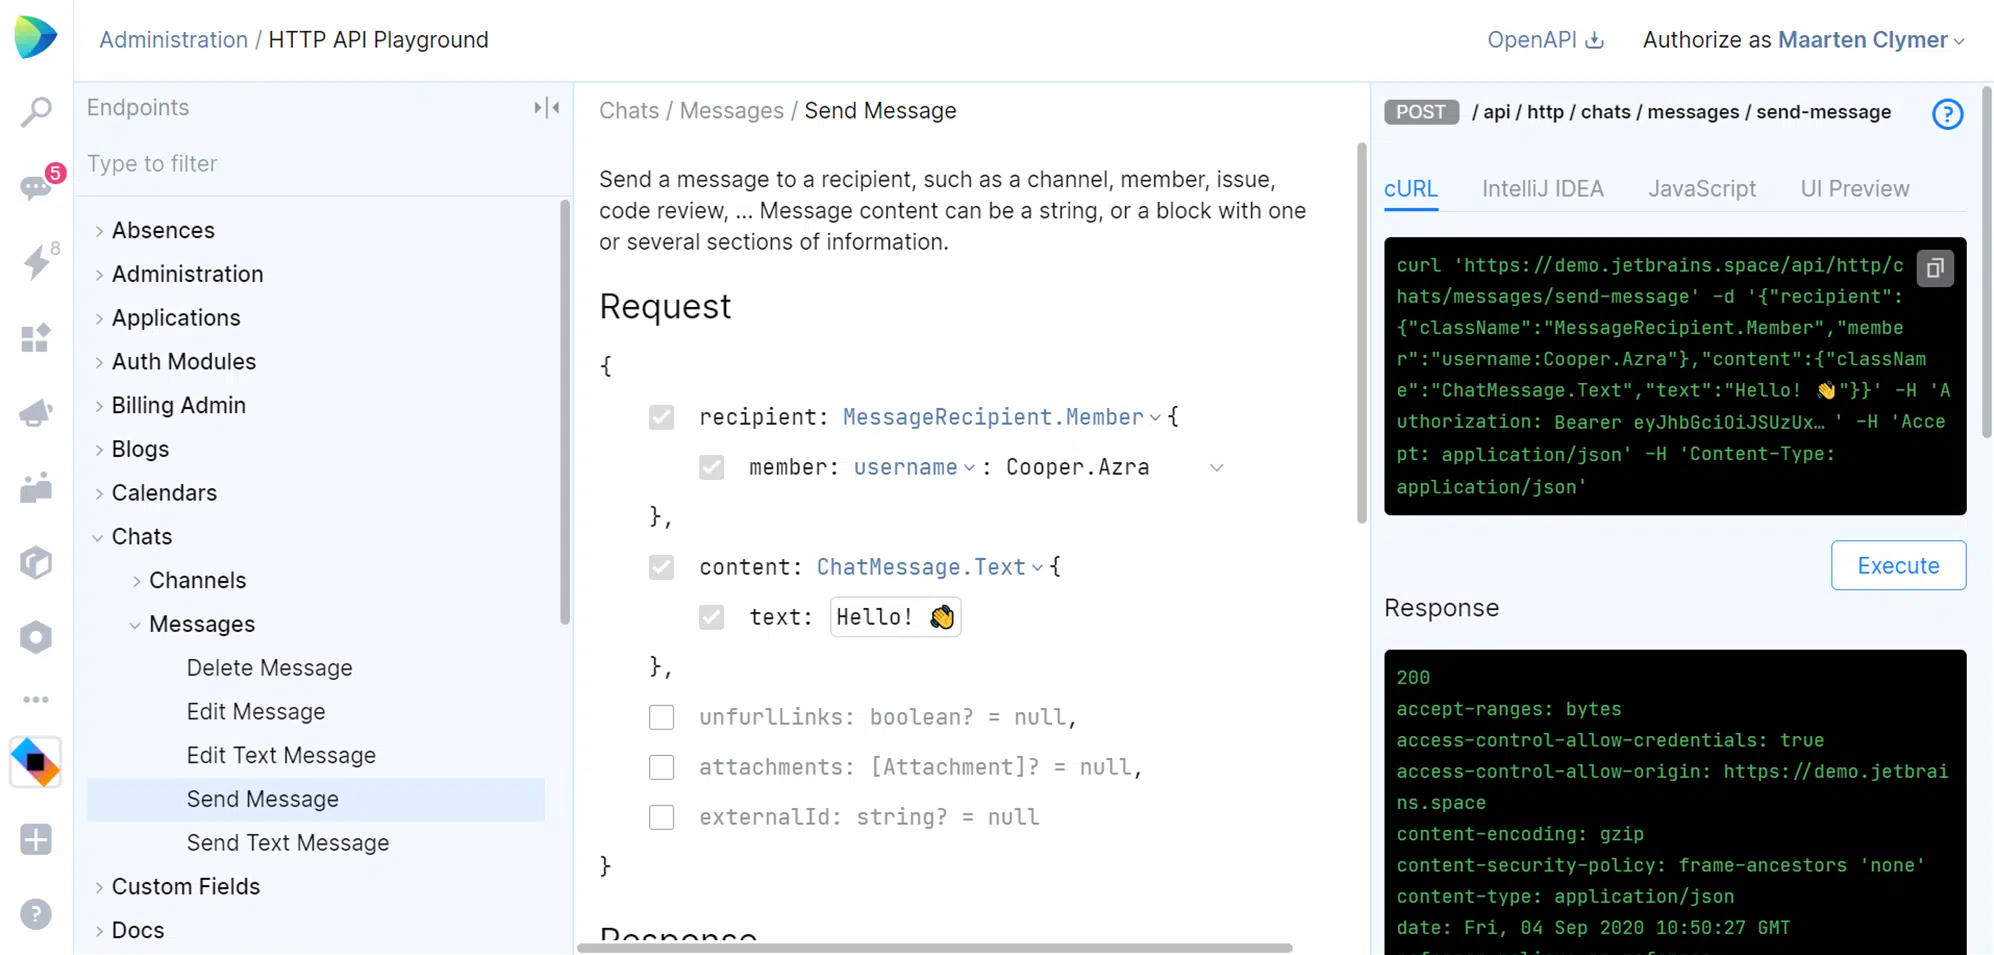 Administration / HTTP API Playground
OpenAPI
Authorize as Maarten Clymer
5
8
Endpoints
Type to filter
Absences
Administration
Applications
Auth Modules
Billing Admin
Blogs
Calendars
Chats
Channels
Messages
Delete Message
Edit Message
Edit Text Message
Send Message
Send Text Message
Custom Fields
Docs
Chats / Messages / Send Message
Send a message to a recipient, such as a channel, member, issue,
code review, ... Message content can be a string, or a block with one
or several sections of information.
Request
{
recipient: MessageRecipient.Member {
member: username : Cooper.Azra
},
content: ChatMessage.Text {
text: Hello! 👋
},
unfurlLinks: boolean? = null,
attachments: [Attachment]? = null,
externalId: string? = null
}
Response
POST / api / http / chats / messages / send-message
?
cURL IntelliJ IDEA JavaScript UI Preview
curl 'https://demo.jetbrains.space/api/http/c
hats/messages/send-message' -d '{"recipient":
{"className":"MessageRecipient.Member","membe
r":"username:Cooper.Azra"},"content":{"classNam
e":"ChatMessage.Text","text":"Hello! 👋"}}' -H 'A
uthorization: Bearer eyJhbGciOiJSUzUx… ' -H 'Acce
pt: application/json' -H 'Content-Type:
application/json'
Execute
Response
200
accept-ranges: bytes
access-control-allow-credentials: true
access-control-allow-origin: https://demo.jetbrai
ns.space
content-encoding: gzip
content-security-policy: frame-ancestors 'none'
content-type: application/json
date: Fri, 04 Sep 2020 10:50:27 GMT
?